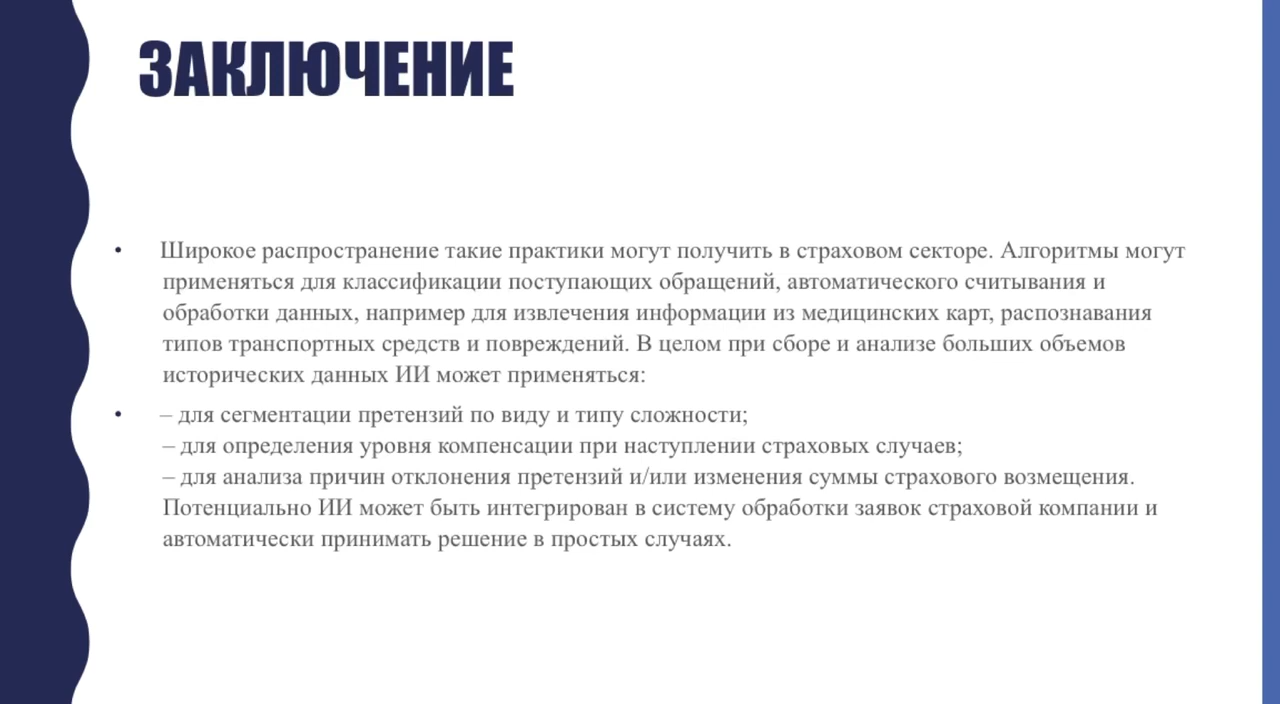 ЗАКЛЮЧЕНИЕ
• Широкое распространение такие практики могут получить в страховом секторе. Алгоритмы могут
применяться для классификации поступающих обращений, автоматического считывания и
обработки данных, например для извлечения информации из медицинских карт, распознавания
типов транспортных средств и повреждений. В целом при сборе и анализе больших объемов
исторических данных ИИ может применяться:
• – для сегментации претензий по виду и типу сложности;
– для определения уровня компенсации при наступлении страховых случаев;
– для анализа причин отклонения претензий и/или изменения суммы страхового возмещения.
Потенциально ИИ может быть интегрирован в систему обработки заявок страховой компании и
автоматически принимать решение в простых случаях.